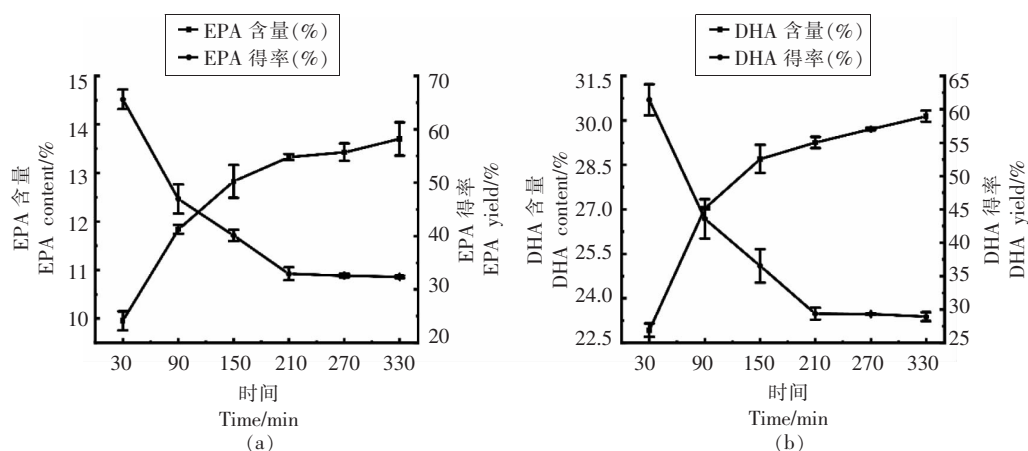 EPA 含量(%)
EPA 得率(%)
15
14
13
12
11
10
EPA 含量
EPA content/%
70
60
50
40
30
20
EPA 得率
EPA yield/%
30 90 150 210 270 330
时间
Time/min
(a)
DHA 含量(%)
DHA 得率(%)
31.5
30.0
28.5
27.0
25.5
24.0
22.5
DHA 含量
DHA content/%
65
60
55
50
45
40
35
30
25
DHA 得率
DHA yield/%
30 90 150 210 270 330
时间
Time/min
(b)